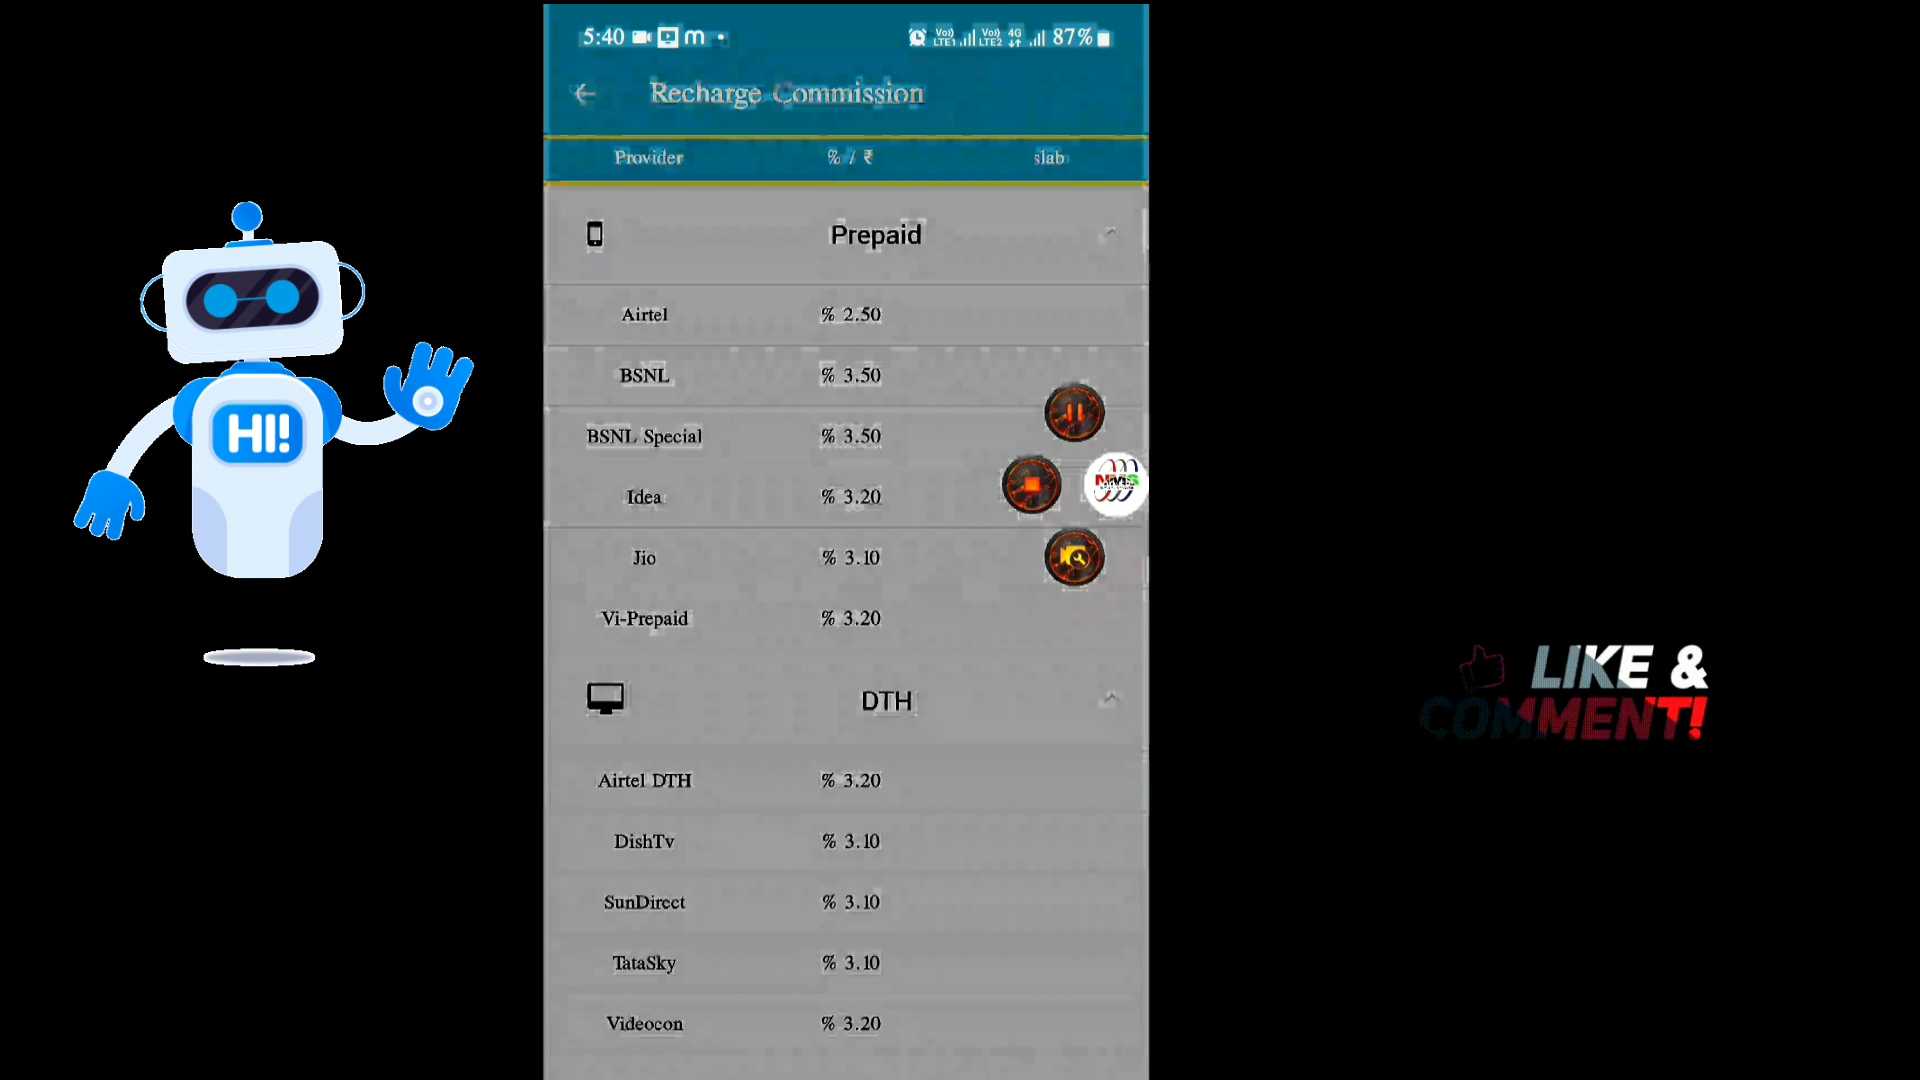 5:40 m 87%
Recharge Commission
Provider % / ₹ slab
Prepaid
Airtel % 2.50
BSNL % 3.50
BSNL Special % 3.50
Idea % 3.20
Jio % 3.10
Vi-Prepaid % 3.20
DTH
Airtel DTH % 3.20
DishTv % 3.10
SunDirect % 3.10
TataSky % 3.10
Videocon % 3.20
HI!
NMS
LIKE &
COMMENT!